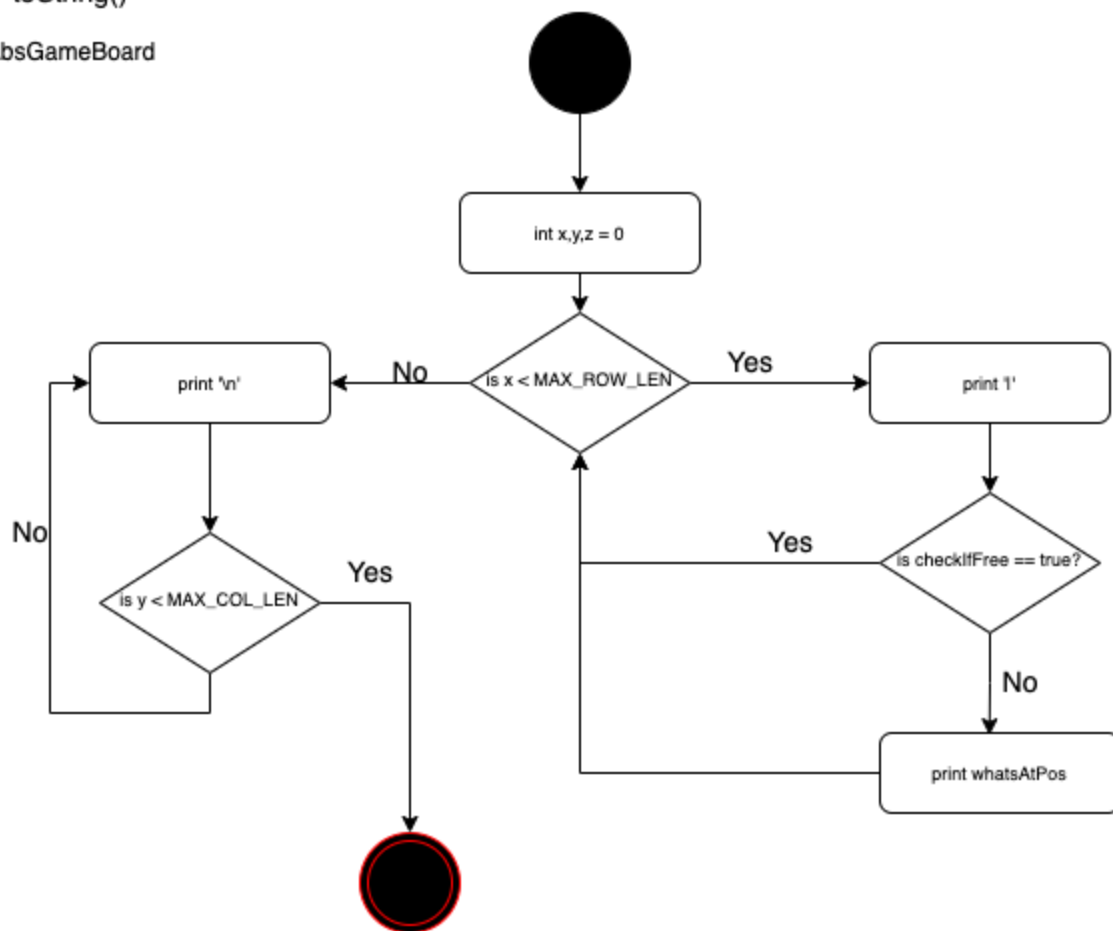 toString()
bsGameBoard
int x,y,z = 0
is x < MAX_ROW_LEN
No
Yes
print '\n'
print 'l'
is checkIfFree == true?
Yes
No
is y < MAX_COL_LEN
Yes
No
print whatsAtPos